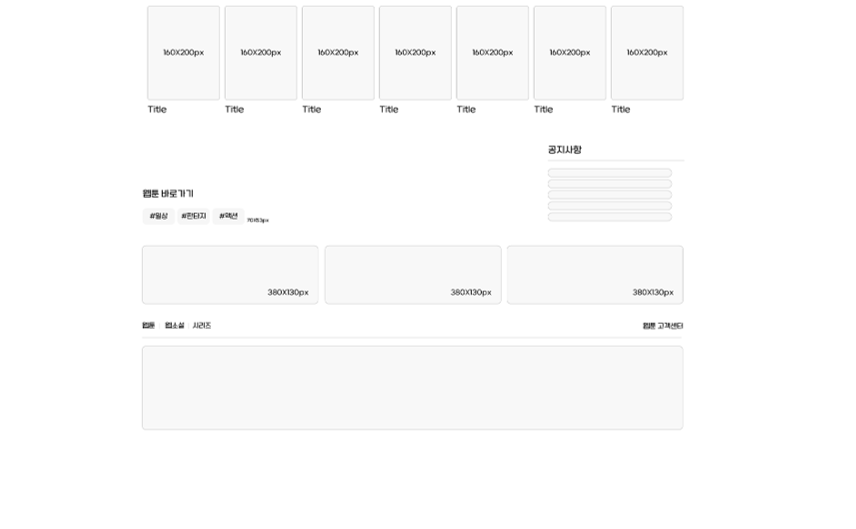 160X200px 160X200px 160X200px 160X200px 160X200px 160X200px 160X200px
Title Title Title Title Title Title Title
공지사항
웹툰 바로가기
#일상 #판타지 #액션 70X53px
380X130px 380X130px 380X130px
웹툰 웹소설 시리즈 웹툰 고객센터